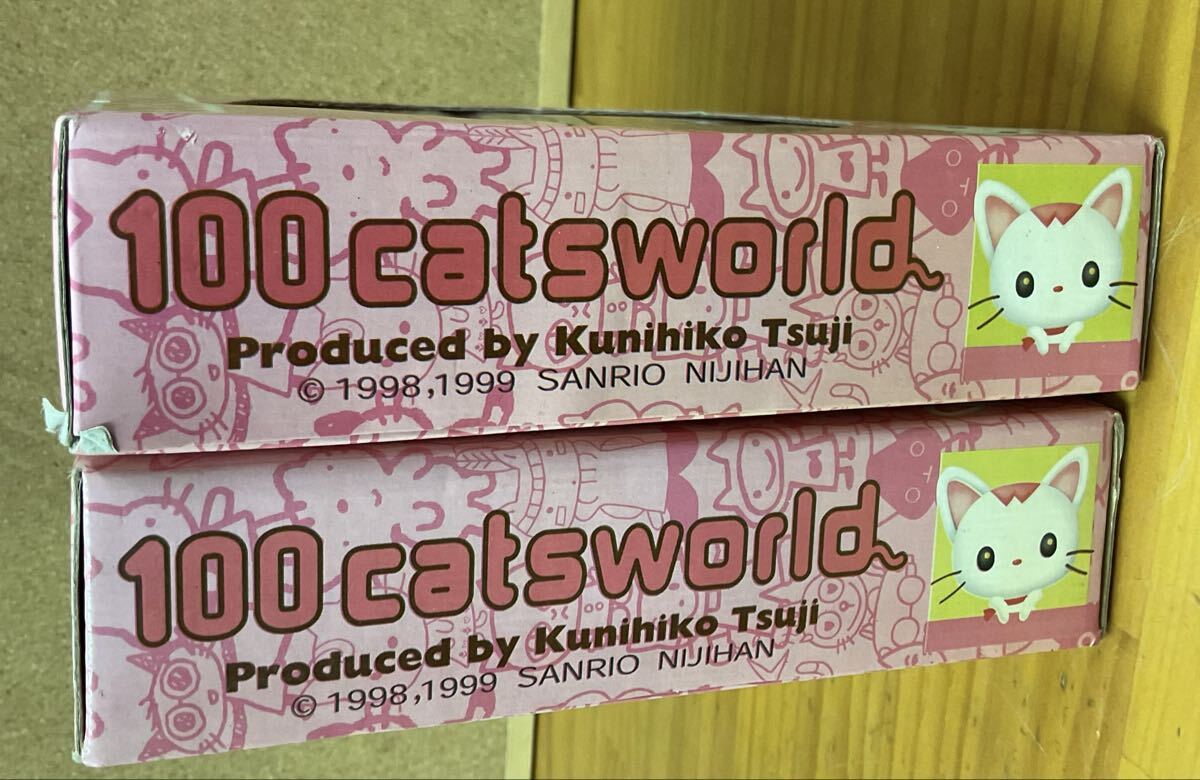 100 catsworld
Produced by Kunihiko Tsuji
© 1998,1999 SANRIO NIJIHAN
100 catsworld
Produced by Kunihiko Tsuji
© 1998,1999 SANRIO NIJIHAN